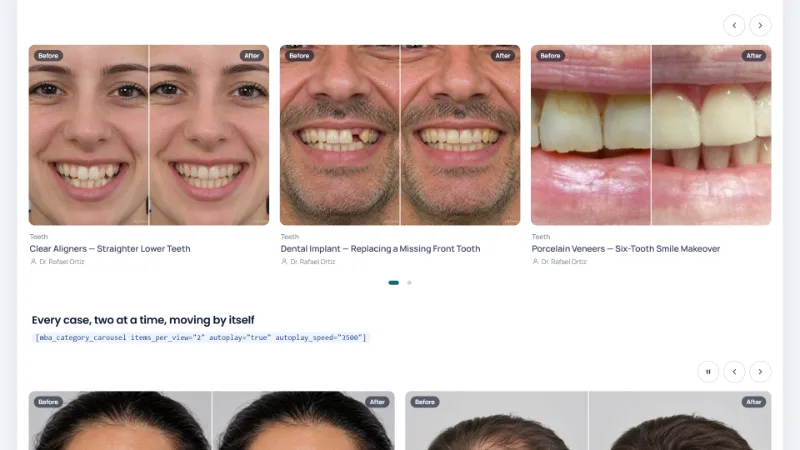 Before
After
Before
After
Before
After
Teeth
Clear Aligners — Straighter Lower Teeth
Dr. Rafael Ortiz
Teeth
Dental Implant — Replacing a Missing Front Tooth
Dr. Rafael Ortiz
Teeth
Porcelain Veneers — Six-Tooth Smile Makeover
Dr. Rafael Ortiz
Every case, two at a time, moving by itself
[mba_category_carousel items_per_view="2" autoplay="true" autoplay_speed="3500"]
Before
After
Before
After